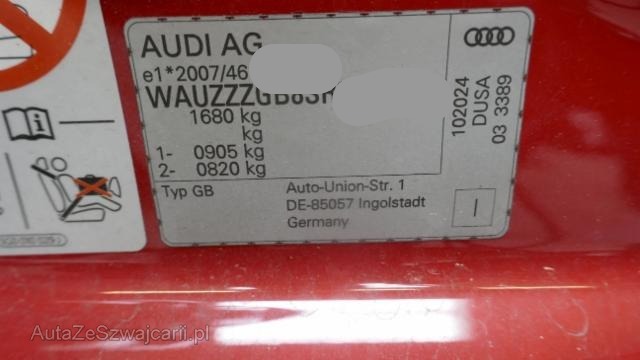 AUDI AG
e1*2007/46
WAUZZZGB
1680 kg
kg
1- 0905 kg
2- 0820 kg
Typ GB
Auto-Union-Str. 1
DE-85057 Ingolstadt
Germany
I
102024
DUSA
03 3389
AutaZeSzwajcarii.pl